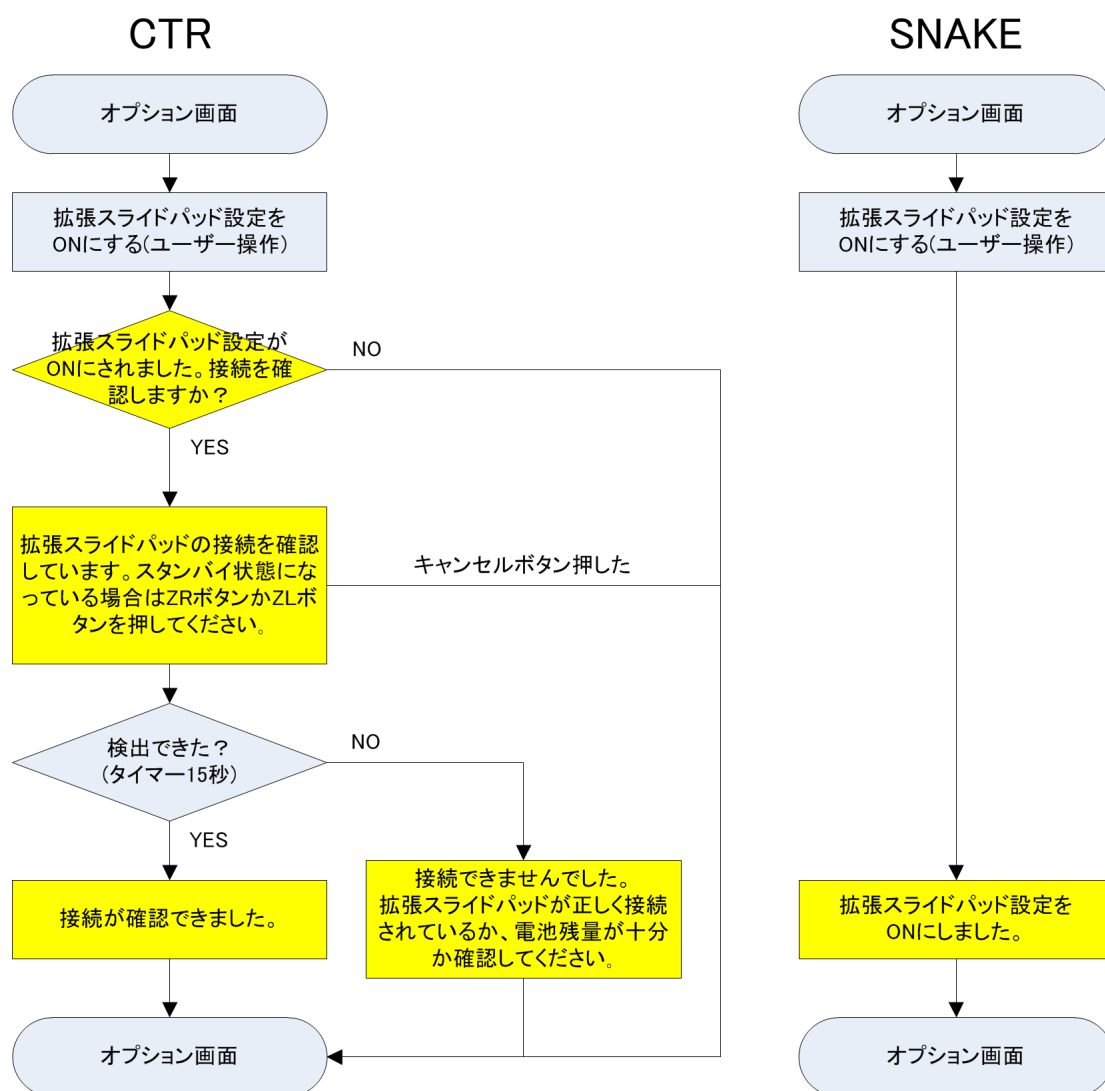 CTR
オプション画面
拡張スライドパッド設定を
ONにする(ユーザー操作)
拡張スライドパッド設定が
ONにされました。接続を確
認しますか？
NO
YES
拡張スライドパッドの接続を確認
しています。スタンバイ状態にな
っている場合はZRボタンかZLボ
タンを押してください。
キャンセルボタン押した
検出できた？
(タイマー15秒)
NO
YES
接続が確認できました。
接続できませんでした。
拡張スライドパッドが正しく接続
されているか、電池残量が十分
か確認してください。
オプション画面
SNAKE
オプション画面
拡張スライドパッド設定を
ONにする(ユーザー操作)
拡張スライドパッド設定を
ONにしました。
オプション画面